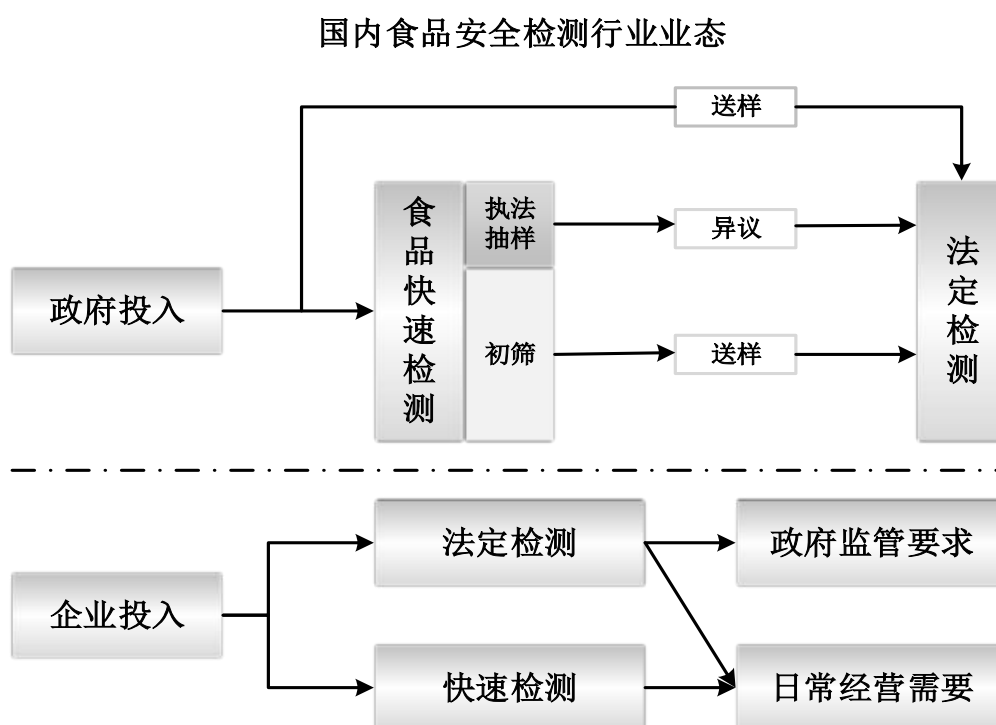 国内食品安全检测行业业态
送样
食品快速检测
执法
抽样
异议
法定检测
政府投入
初筛
送样
法定检测
政府监管要求
企业投入
快速检测
日常经营需要